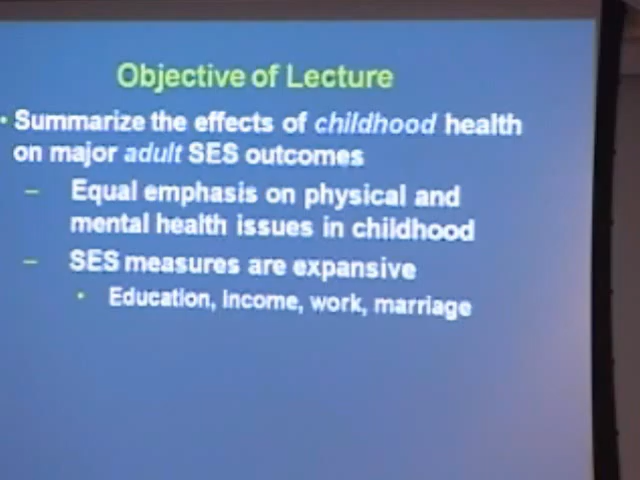 Objective of Lecture
• Summarize the effects of childhood health
on major adult SES outcomes
– Equal emphasis on physical and
mental health issues in childhood
– SES measures are expansive
• Education, income, work, marriage